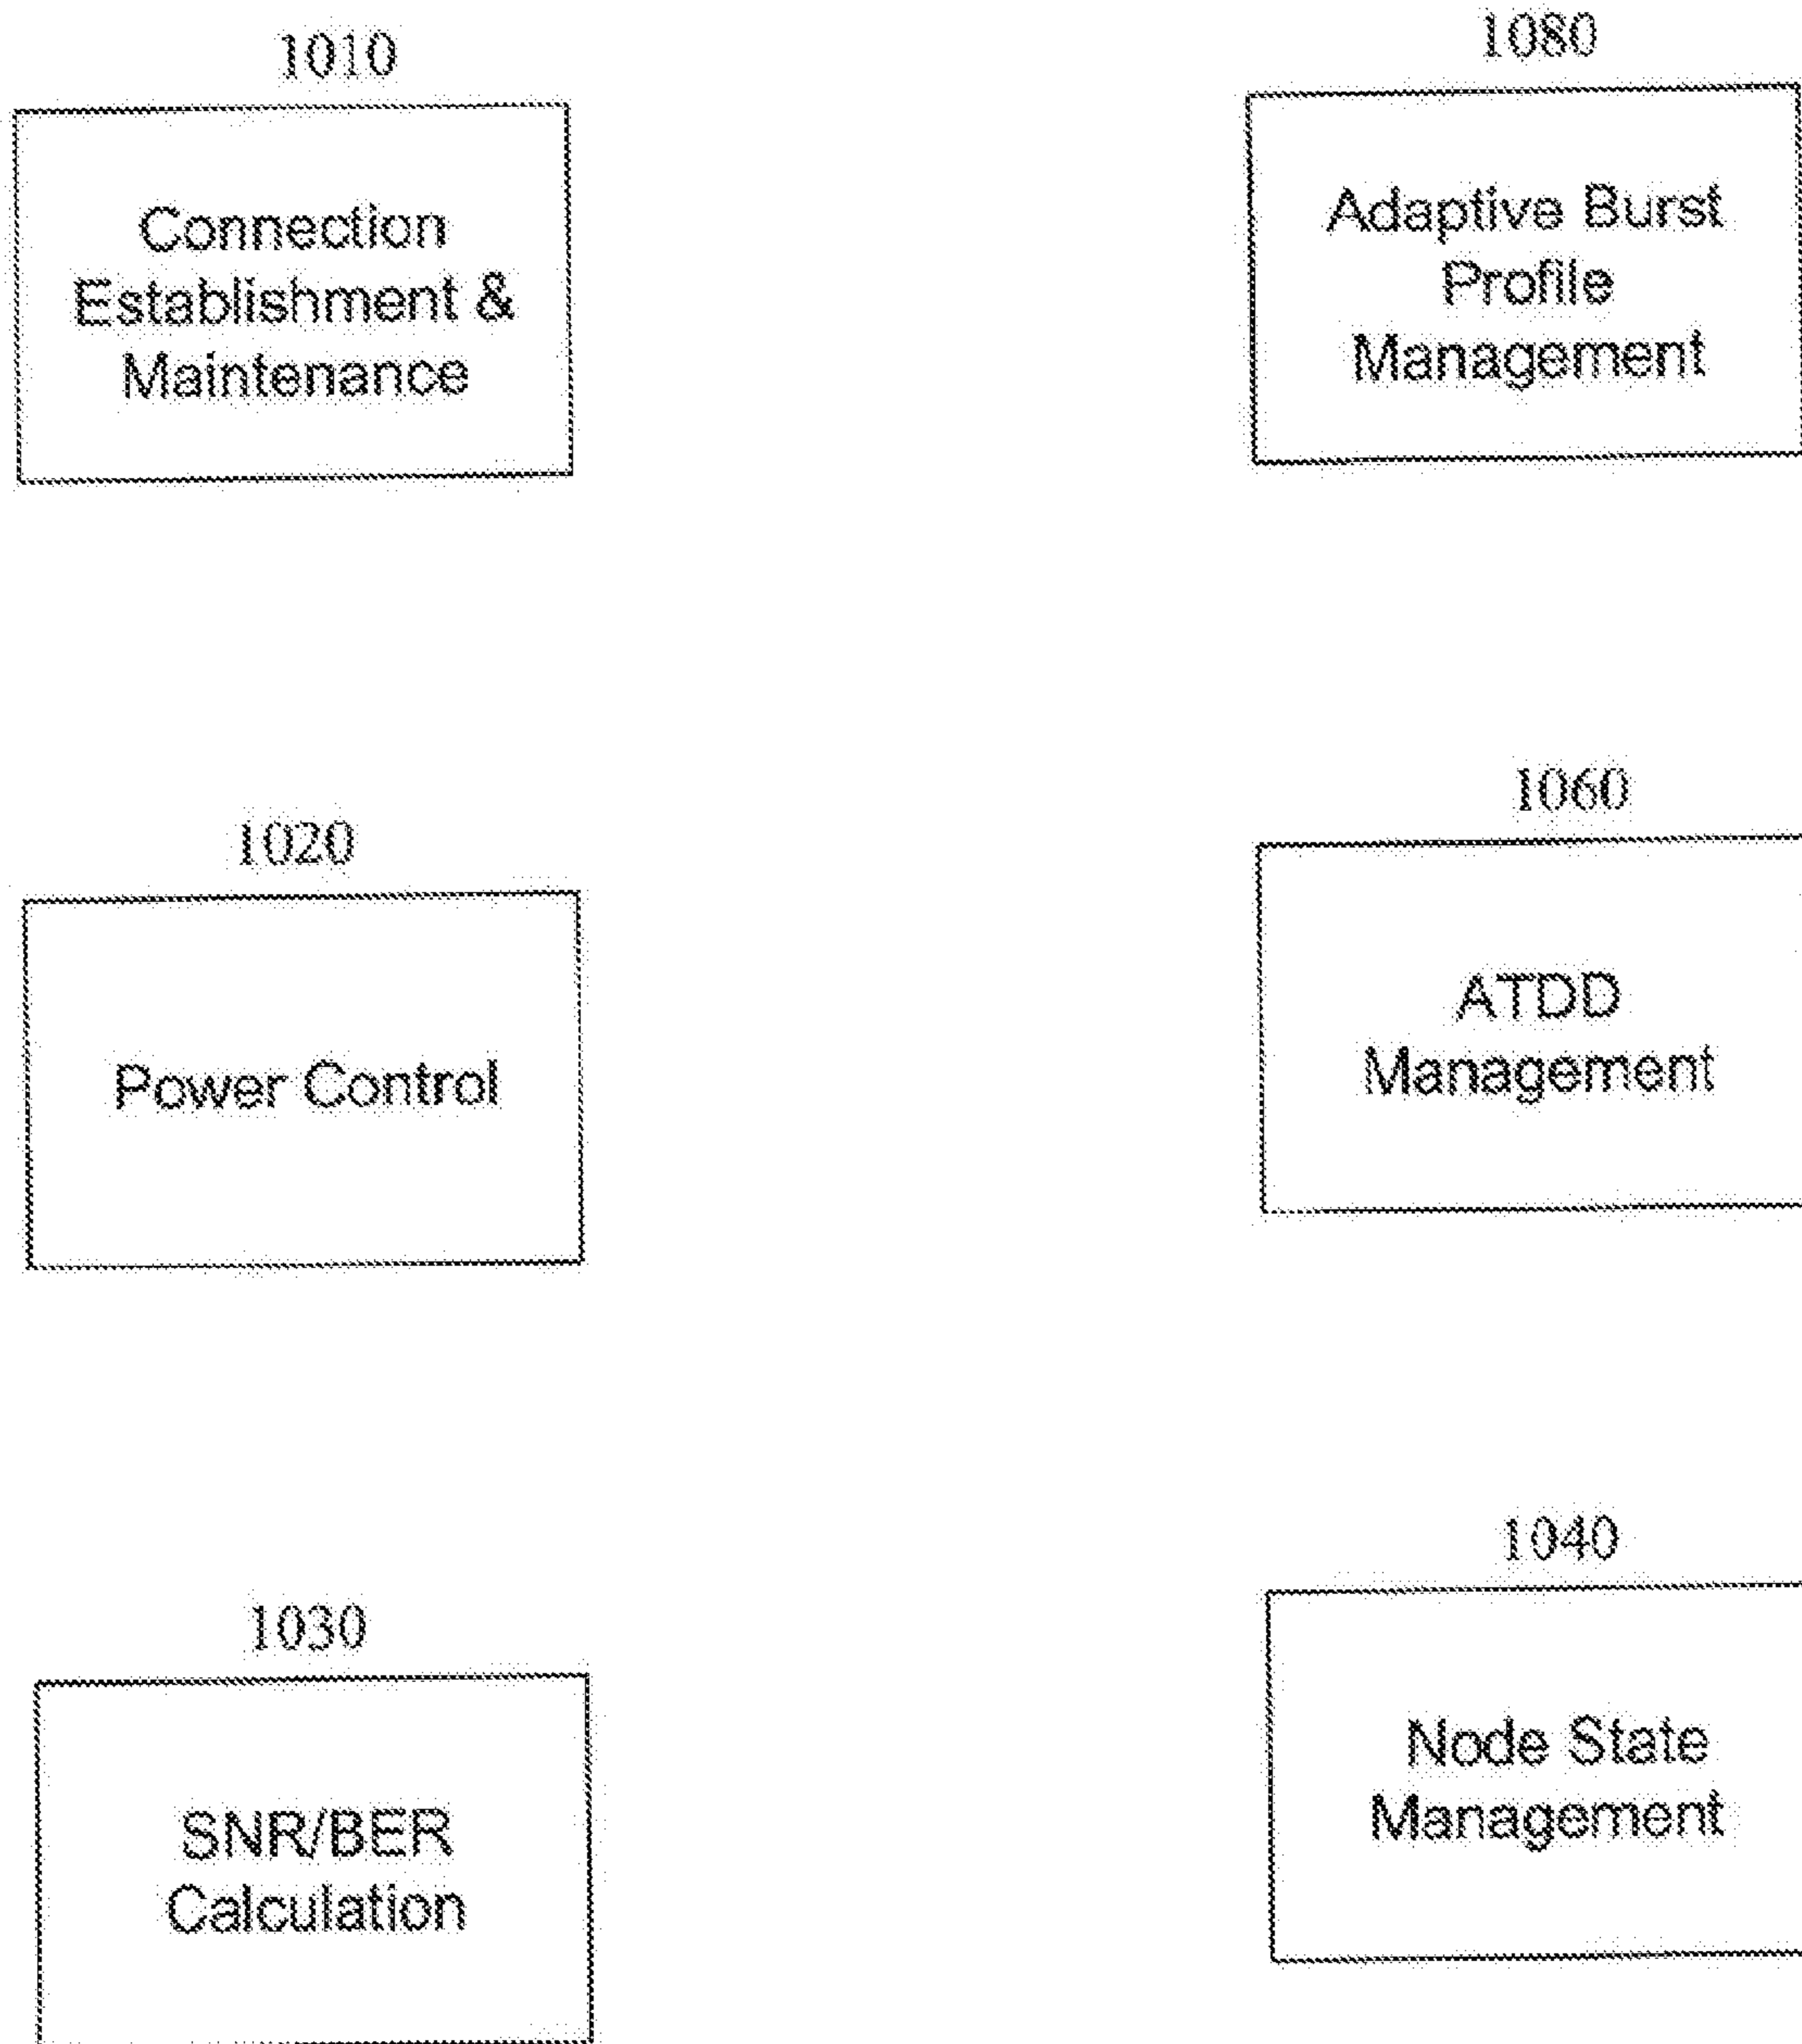 1010
Connection
Establishment &
Maintenance
1080
Adaptive Burst
Profile
Management
1020
Power Control
1060
ATDD
Management
1030
SNR/BER
Calculation
1040
Node State
Management